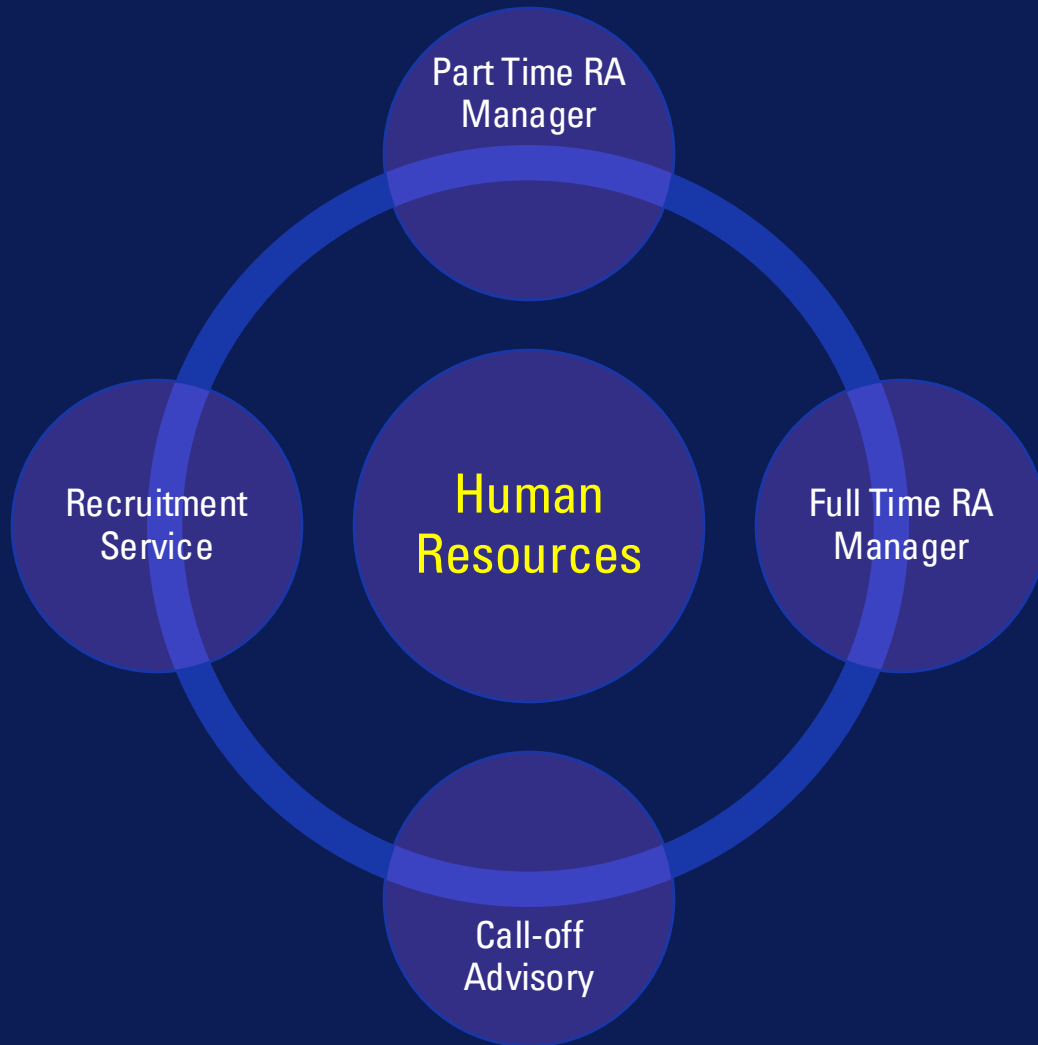 Part Time RA
Manager
Recruitment
Service
Human
Resources
Full Time RA
Manager
Call-off
Advisory